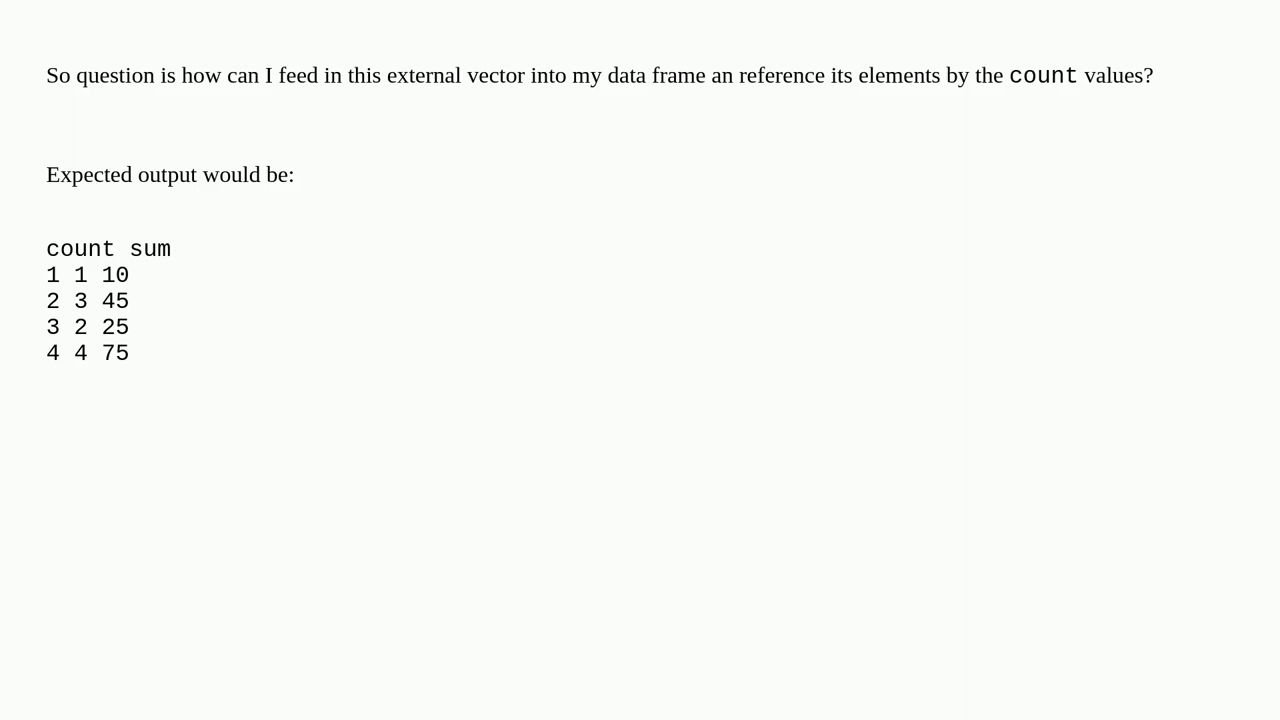 So question is how can I feed in this external vector into my data frame an reference its elements by the count values?
Expected output would be:
count sum
1 1 10
2 3 45
3 2 25
4 4 75